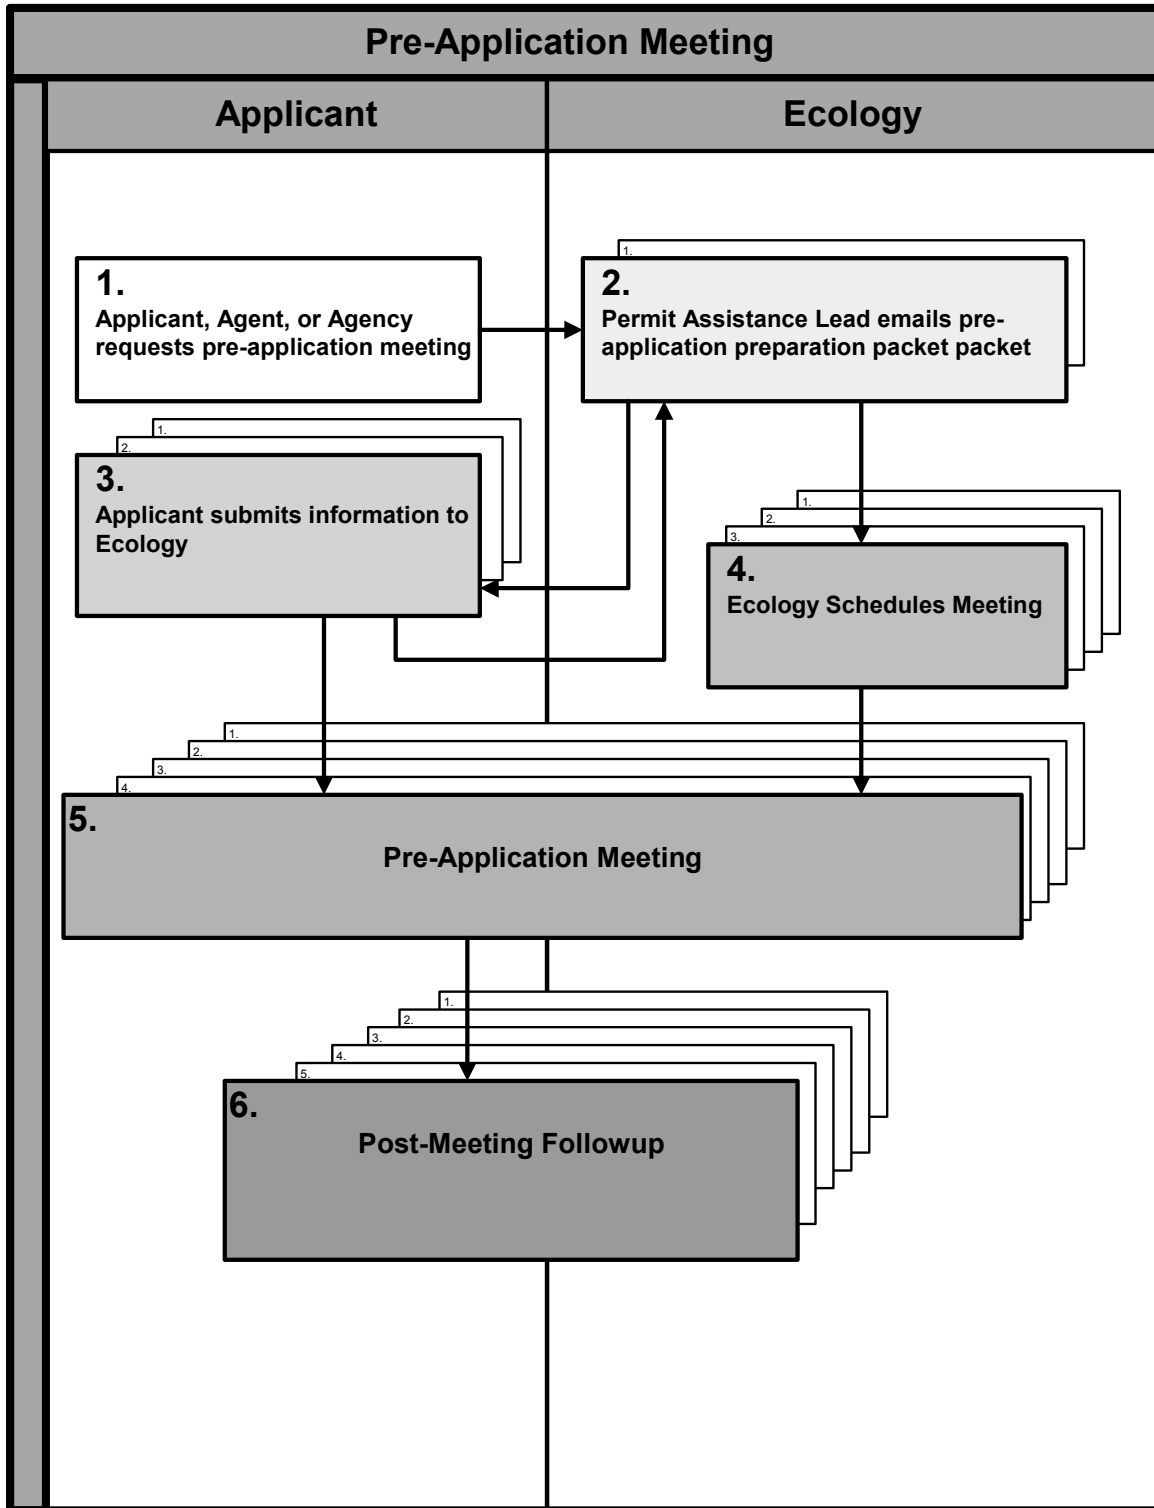 Pre-Application Meeting
Applicant
Ecology
1.
Applicant, Agent, or Agency
requests pre-application meeting
1.
2.
Permit Assistance Lead emails pre-
application preparation packet packet
1.
2.
3.
Applicant submits information to
Ecology
1.
2.
3.
4.
Ecology Schedules Meeting
1.
2.
3.
4.
5.
Pre-Application Meeting
1.
2.
3.
4.
5.
6.
Post-Meeting Followup